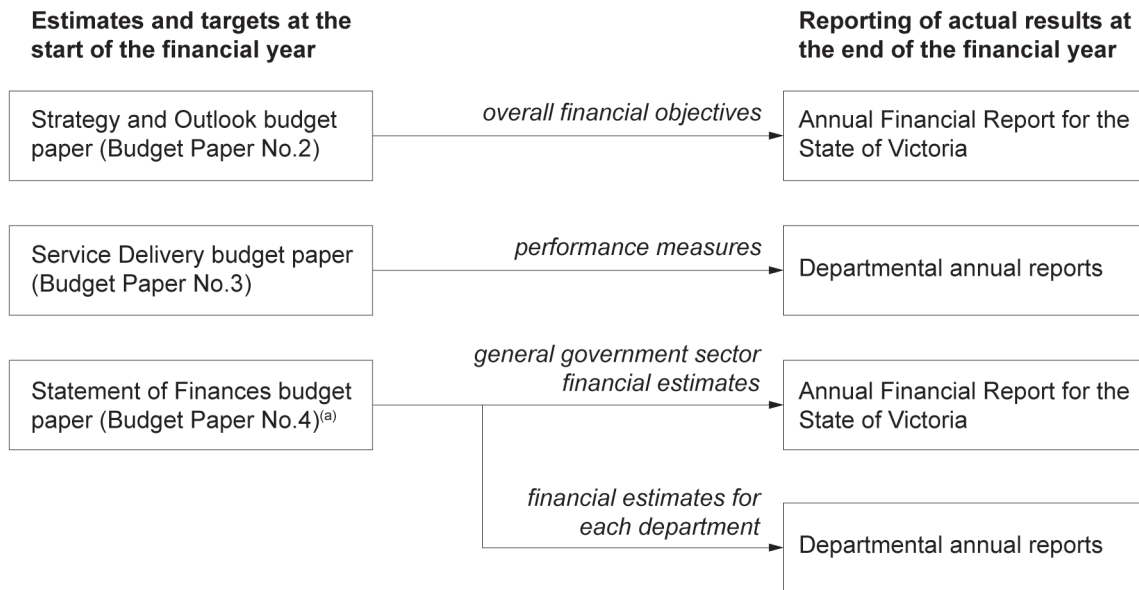 Estimates and targets at the
start of the financial year
Reporting of actual results at
the end of the financial year
Strategy and Outlook budget
paper (Budget Paper No.2)
overall financial objectives
Annual Financial Report for the
State of Victoria
Service Delivery budget paper
(Budget Paper No.3)
performance measures
Departmental annual reports
Statement of Finances budget
paper (Budget Paper No.4)(a)
general government sector
financial estimates
Annual Financial Report for the
State of Victoria
financial estimates for
each department
Departmental annual reports